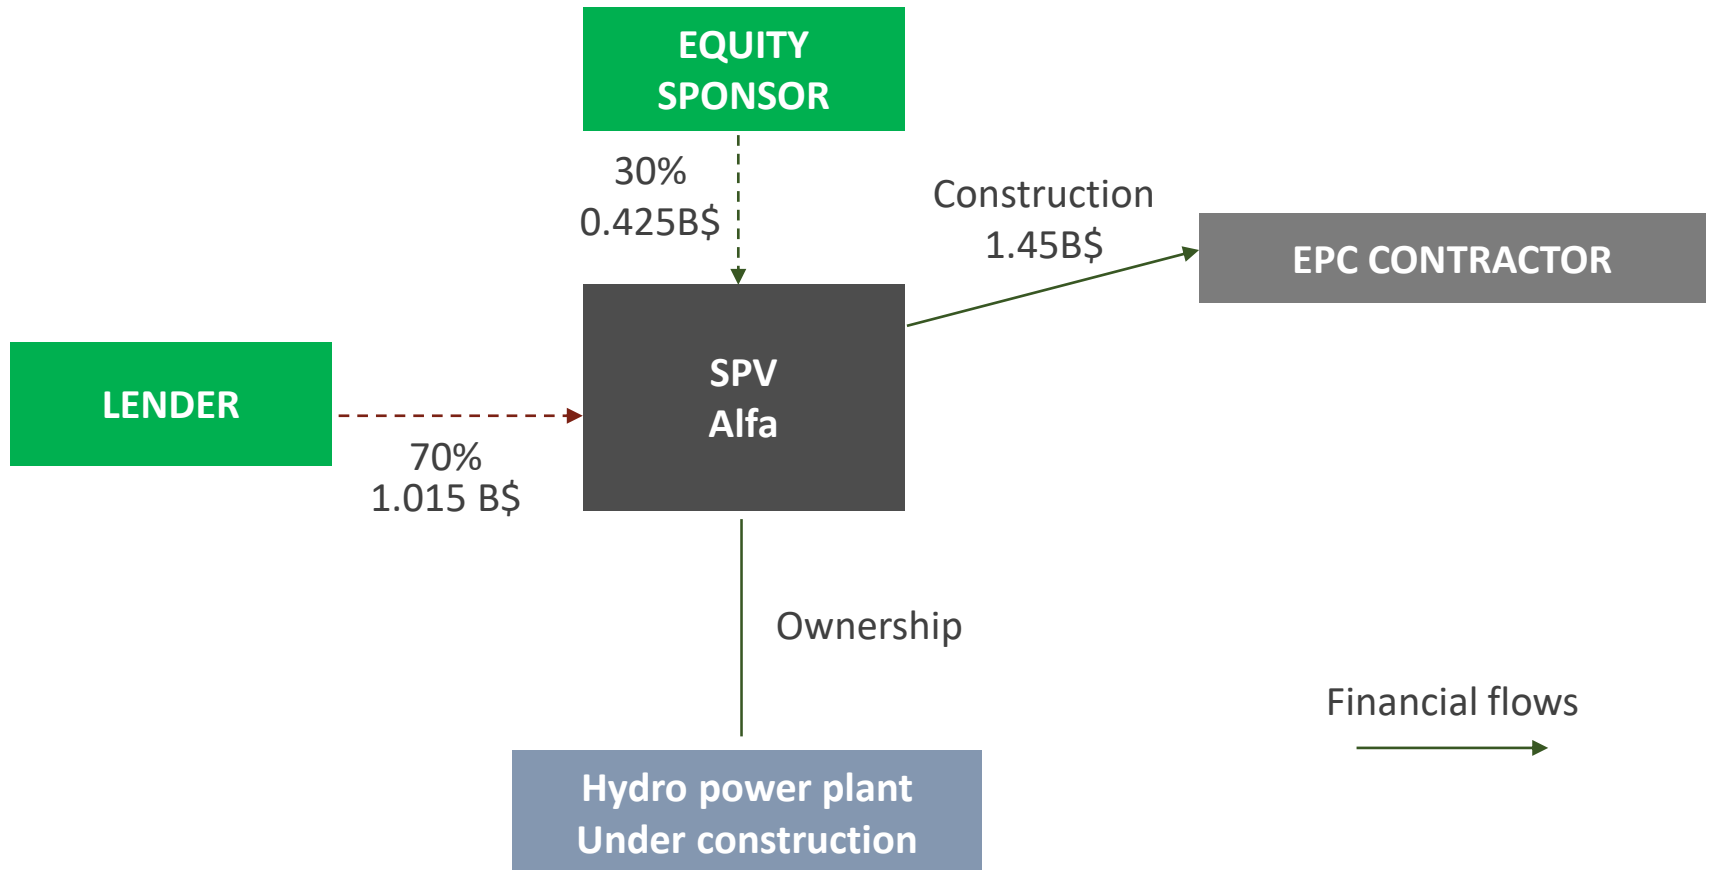 EQUITY
SPONSOR
30%
0.425B$
Construction
1.45B$
EPC CONTRACTOR
LENDER
70%
1.015 B$
SPV
Alfa
Ownership
Financial flows
Hydro power plant
Under construction